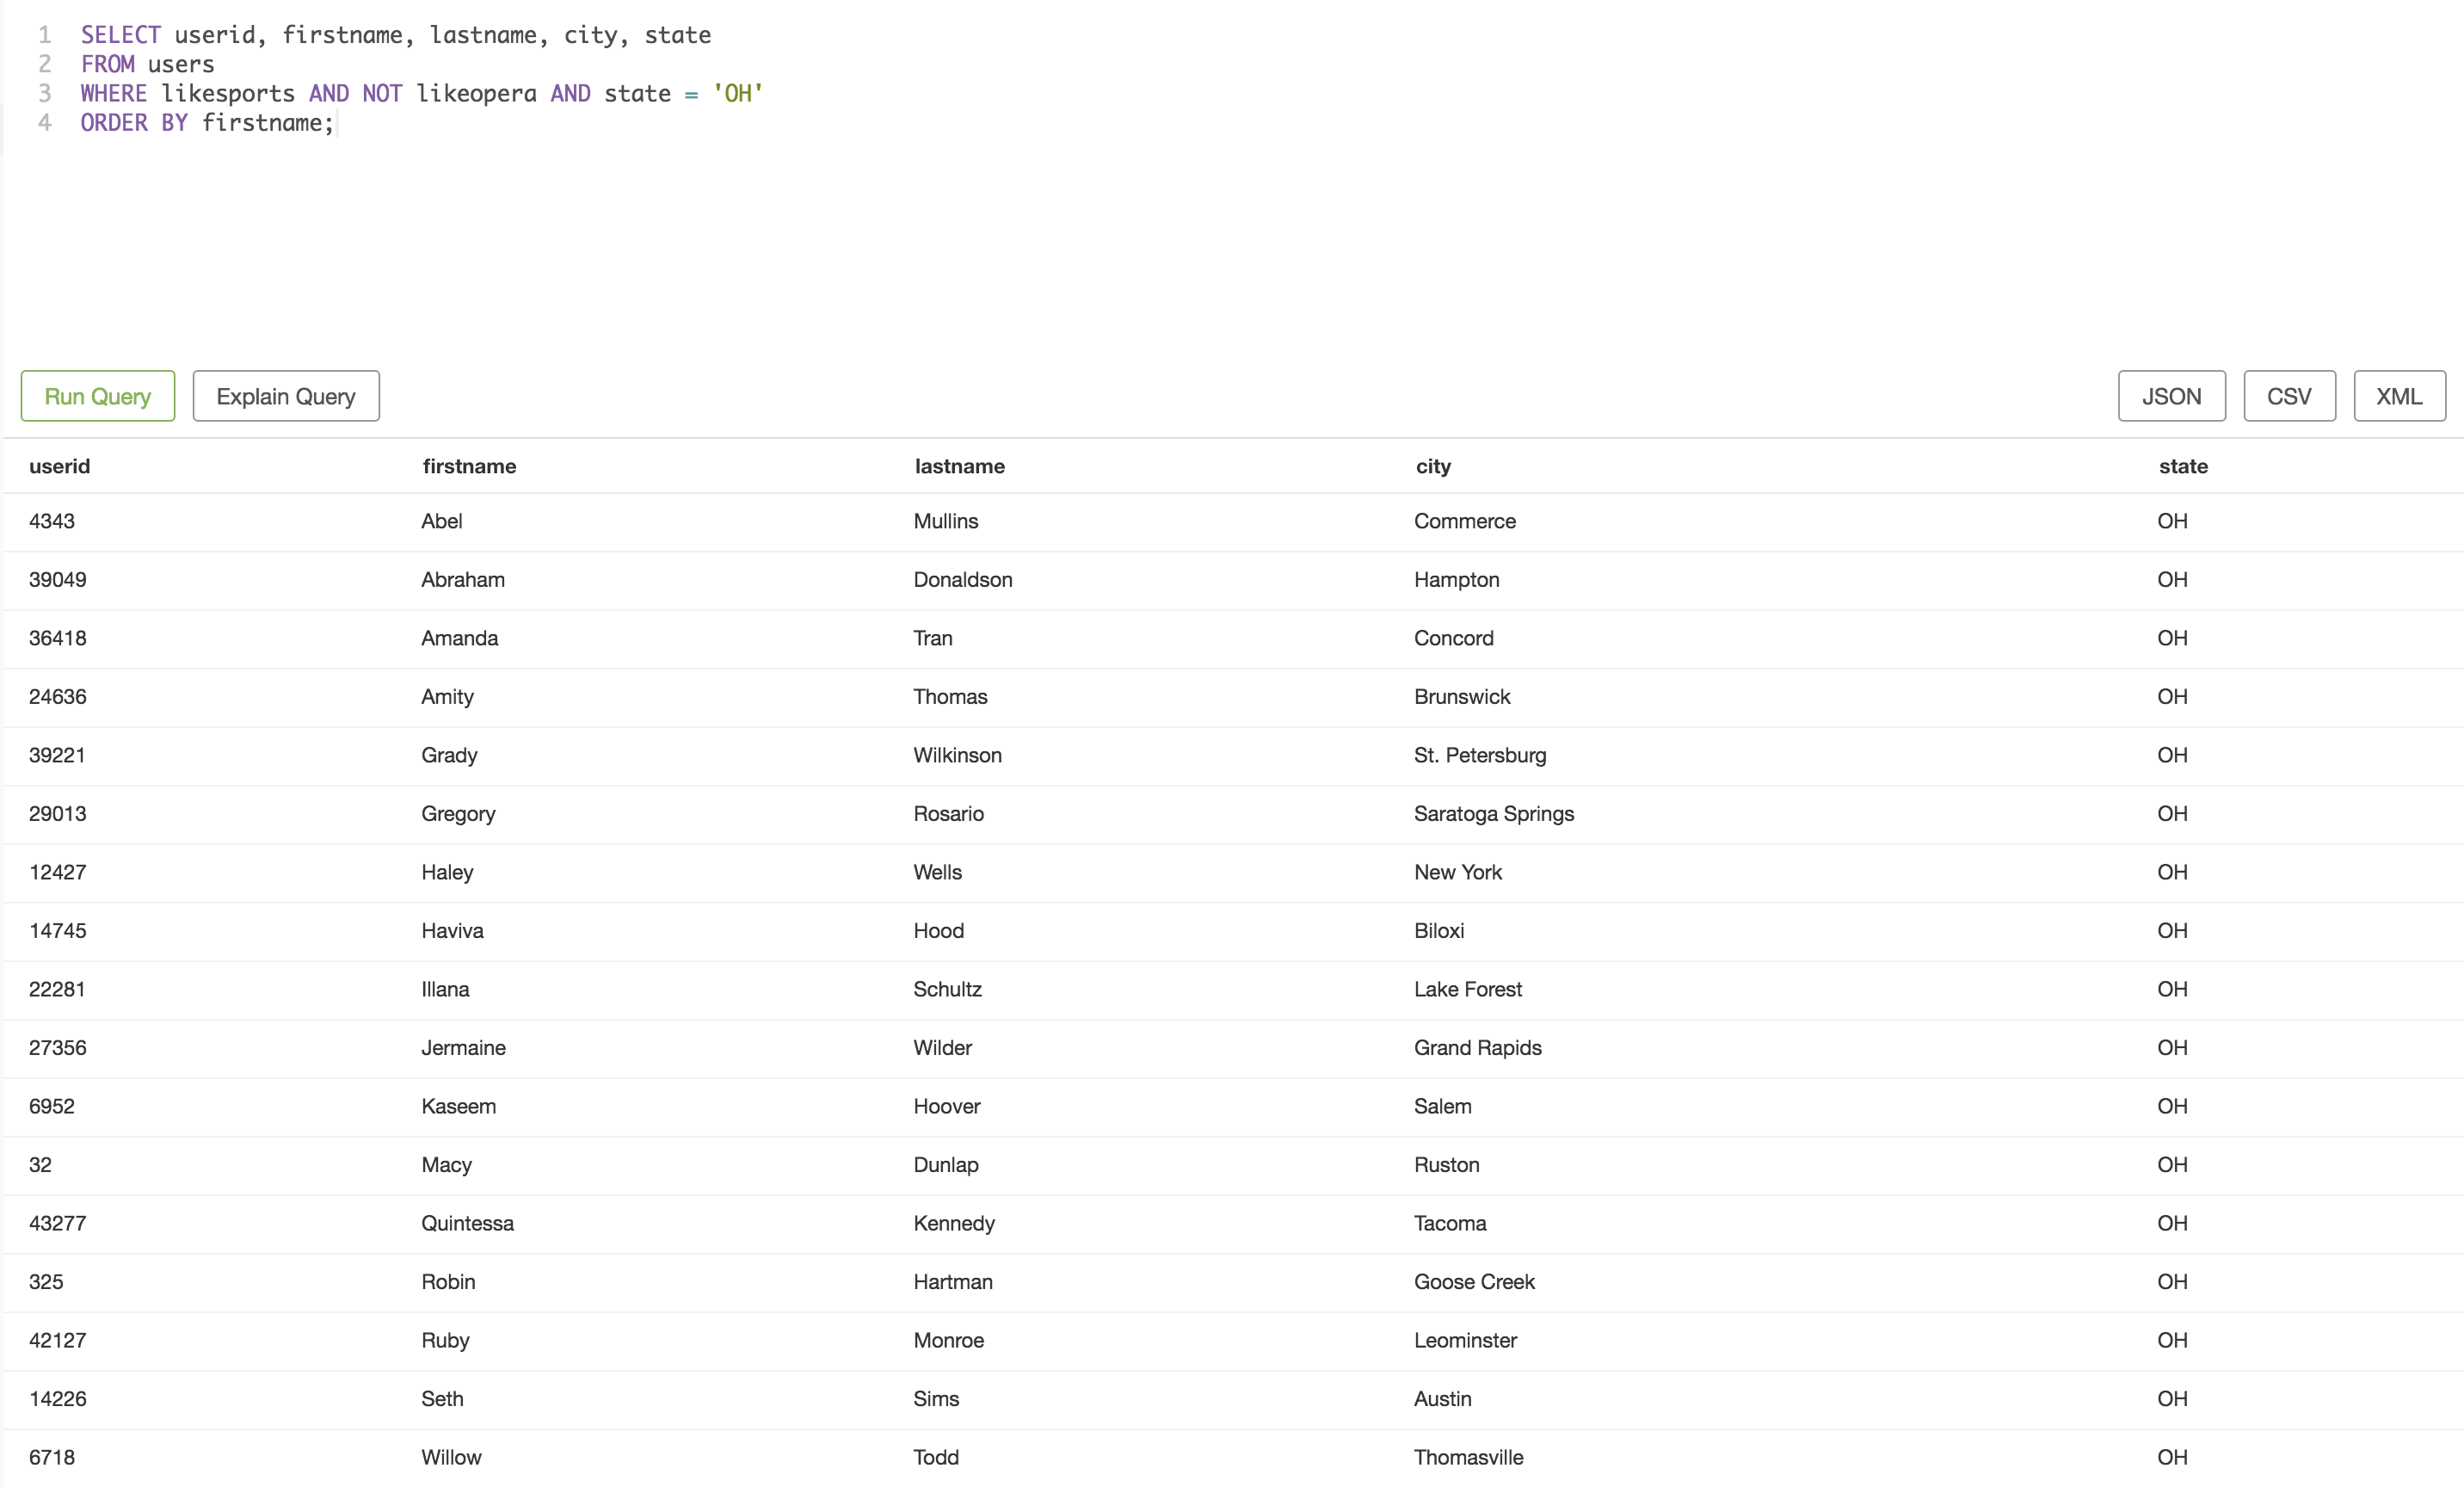 1 SELECT userid, firstname, lastname, city, state
2 FROM users
3 WHERE likesports AND NOT likeopera AND state = 'OH'
4 ORDER BY firstname;
Run Query Explain Query JSON CSV XML
userid firstname lastname city state
4343 Abel Mullins Commerce OH
39049 Abraham Donaldson Hampton OH
36418 Amanda Tran Concord OH
24636 Amity Thomas Brunswick OH
39221 Grady Wilkinson St. Petersburg OH
29013 Gregory Rosario Saratoga Springs OH
12427 Haley Wells New York OH
14745 Haviva Hood Biloxi OH
22281 Illana Schultz Lake Forest OH
27356 Jermaine Wilder Grand Rapids OH
6952 Kaseem Hoover Salem OH
32 Macy Dunlap Ruston OH
43277 Quintessa Kennedy Tacoma OH
325 Robin Hartman Goose Creek OH
42127 Ruby Monroe Leominster OH
14226 Seth Sims Austin OH
6718 Willow Todd Thomasville OH